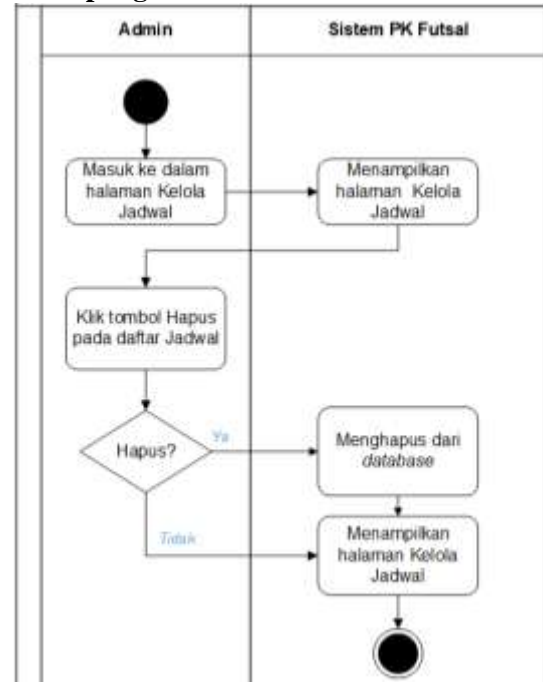 Admin
Sistem PK Futsal
Masuk ke dalam
halaman Kelola
Jadwal
Menampilkan
halaman Kelola
Jadwal
Klik tombol Hapus
pada daftar Jadwal
Hapus?
Ya
Menghapus dari
database
Tidak
Menampilkan
halaman Kelola
Jadwal